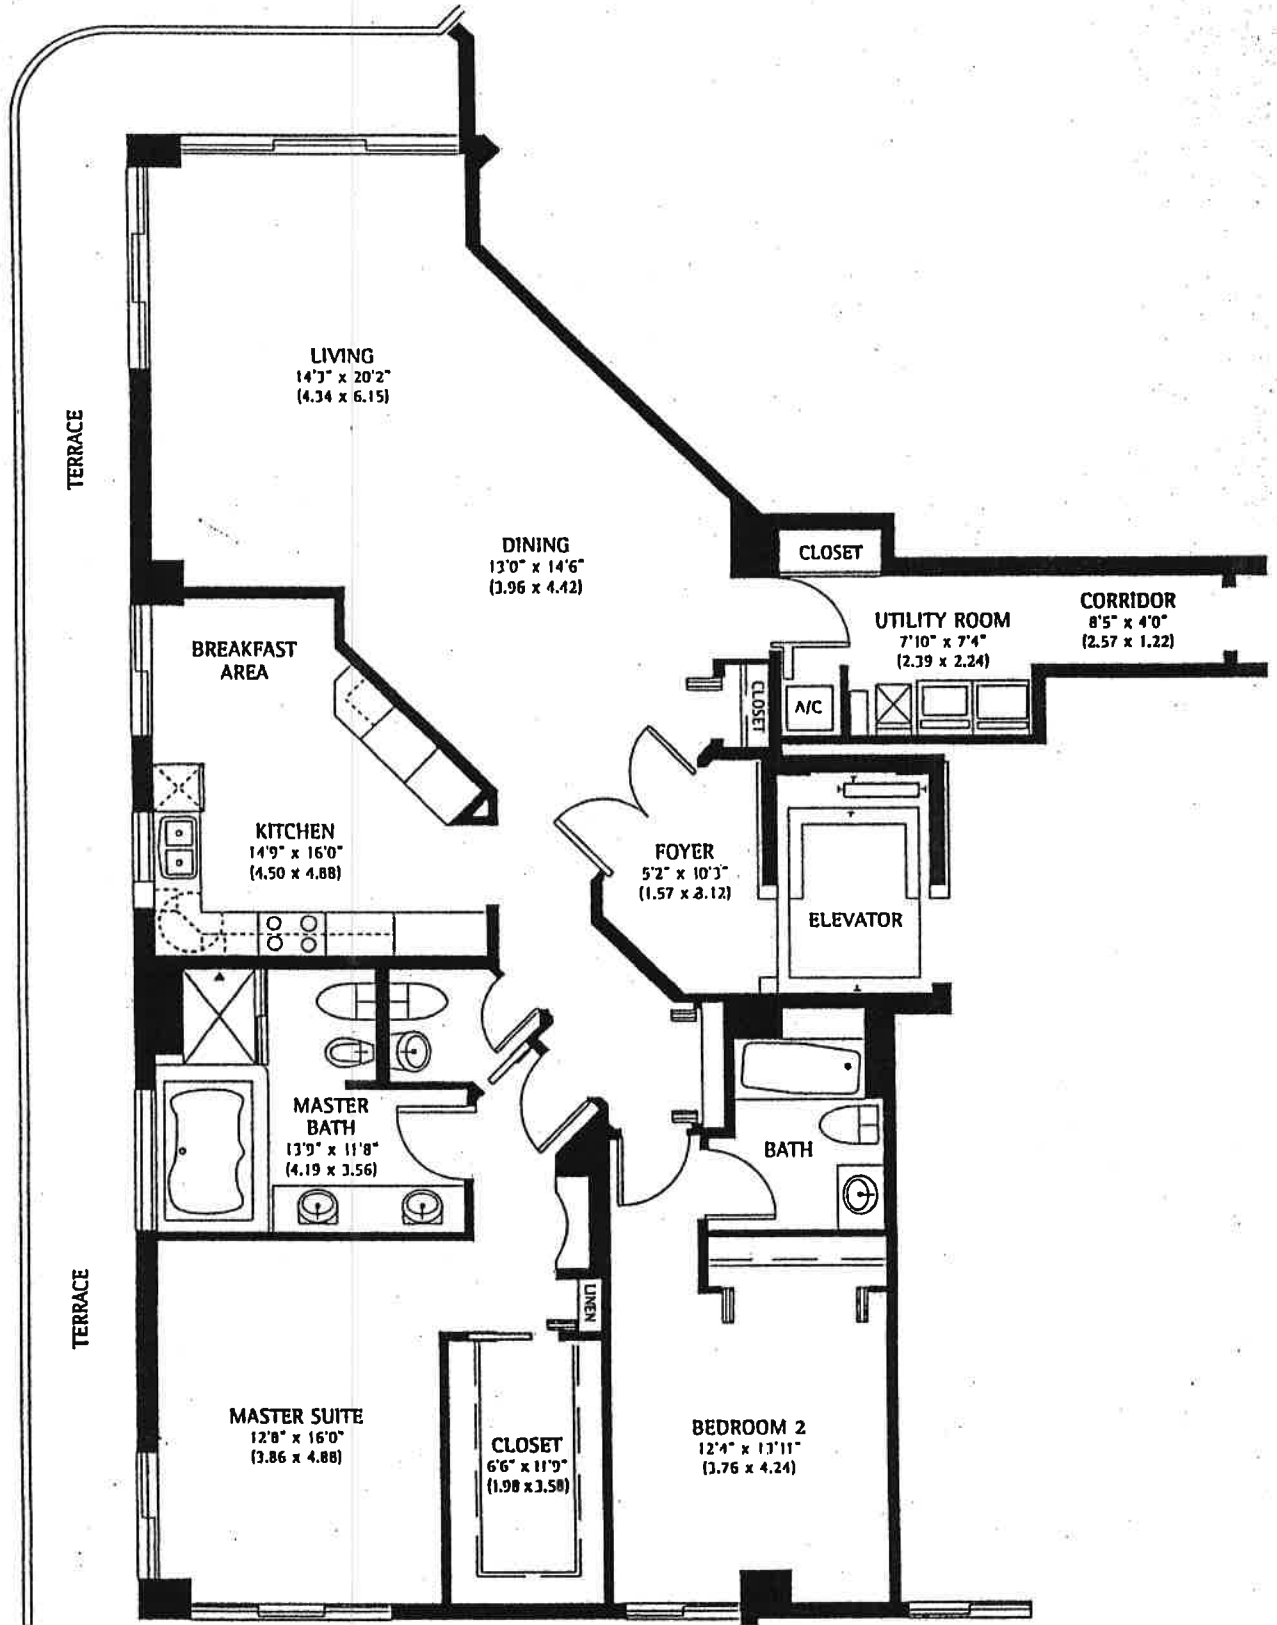 LIVING
14'3" x 20'2"
(4.34 x 6.15)
TERRACE
DINING
13'0" x 14'6"
(3.96 x 4.42)
CLOSET
UTILITY ROOM
7'10" x 7'4"
(2.39 x 2.24)
CORRIDOR
8'5" x 4'0"
(2.57 x 1.22)
BREAKFAST
AREA
CLOSET
A/C
KITCHEN
14'9" x 16'0"
(4.50 x 4.88)
FOYER
5'2" x 10'3"
(1.57 x 3.12)
ELEVATOR
MASTER
BATH
13'9" x 11'8"
(4.19 x 3.56)
BATH
TERRACE
LINEN
MASTER SUITE
12'8" x 16'0"
(3.86 x 4.88)
CLOSET
6'6" x 11'9"
(1.98 x 3.58)
BEDROOM 2
12'4" x 13'11"
(3.76 x 4.24)